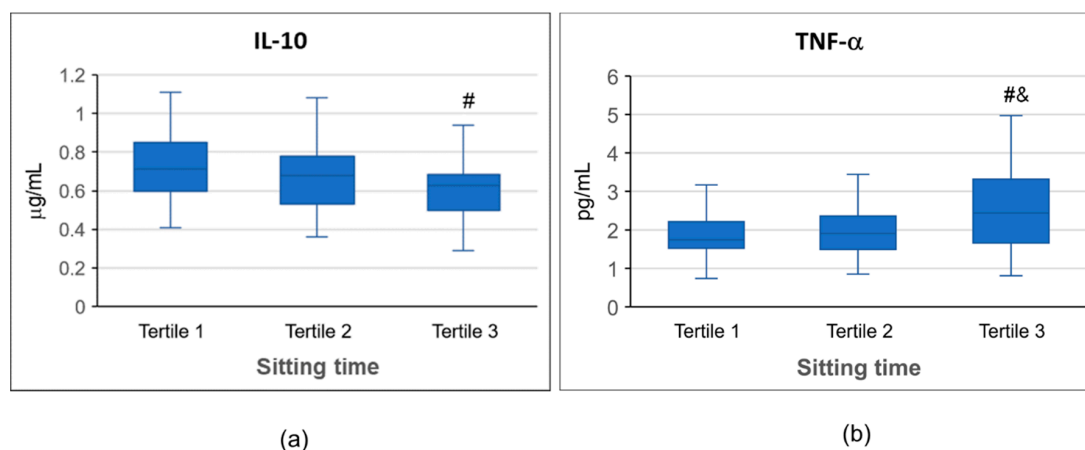 IL-10
1.2
1
0.8
0.6
0.4
0.2
0
μg/mL
#
Tertile 1 Tertile 2 Tertile 3
Sitting time
(a)
TNF-α
6
5
4
3
2
1
0
pg/mL
#&
Tertile 1 Tertile 2 Tertile 3
Sitting time
(b)